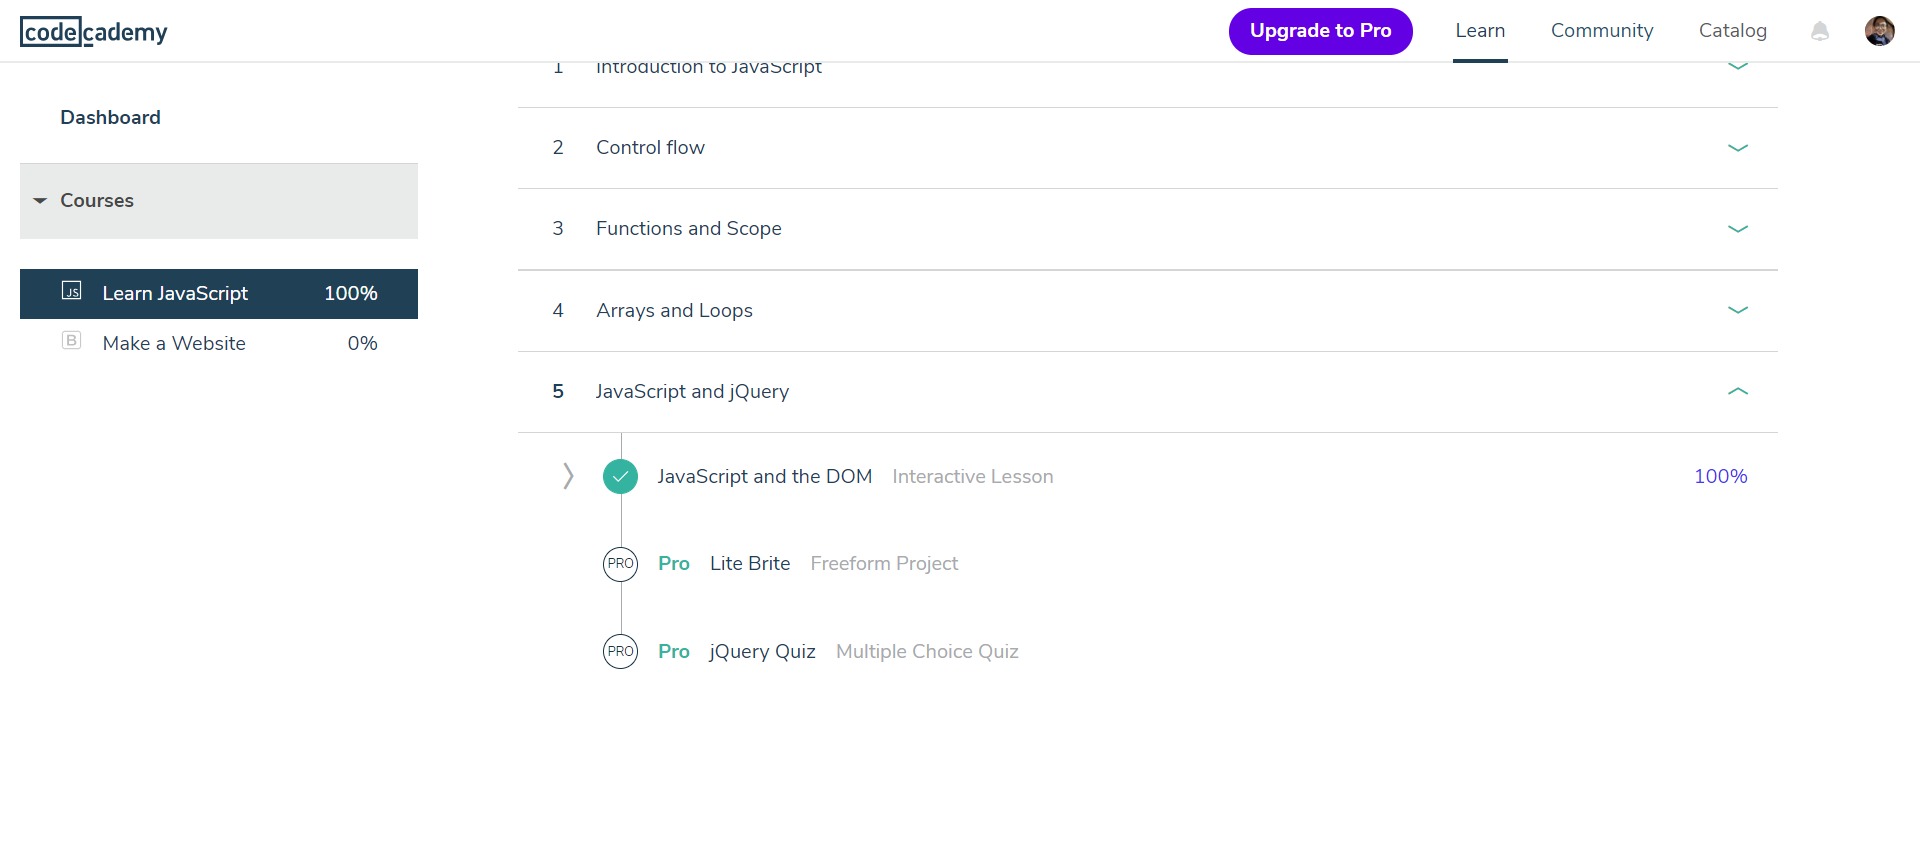 codecademy
Upgrade to Pro
Learn
Community
Catalog
Dashboard
Courses
JS Learn JavaScript 100%
B Make a Website 0%
1 Introduction to JavaScript
2 Control flow
3 Functions and Scope
4 Arrays and Loops
5 JavaScript and jQuery
JavaScript and the DOM Interactive Lesson 100%
PRO Pro Lite Brite Freeform Project
PRO Pro jQuery Quiz Multiple Choice Quiz